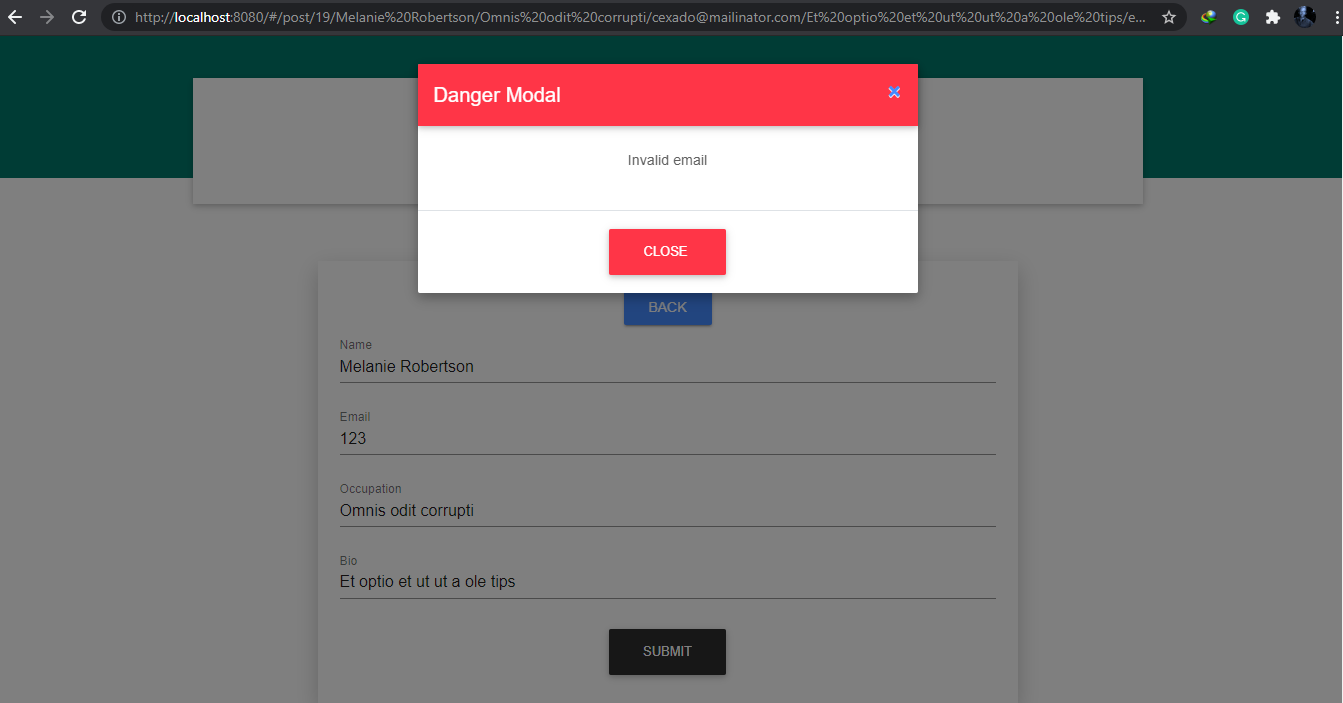 http://localhost:8080/#/post/19/Melanie%20Robertson/Omnis%20odit%20corrupti/cexado@mailinator.com/Et%20optio%20et%20ut%20ut%20a%20ole%20tips/e...
Danger Modal
Invalid email
CLOSE
BACK
Name
Melanie Robertson
Email
123
Occupation
Omnis odit corrupti
Bio
Et optio et ut ut a ole tips
SUBMIT